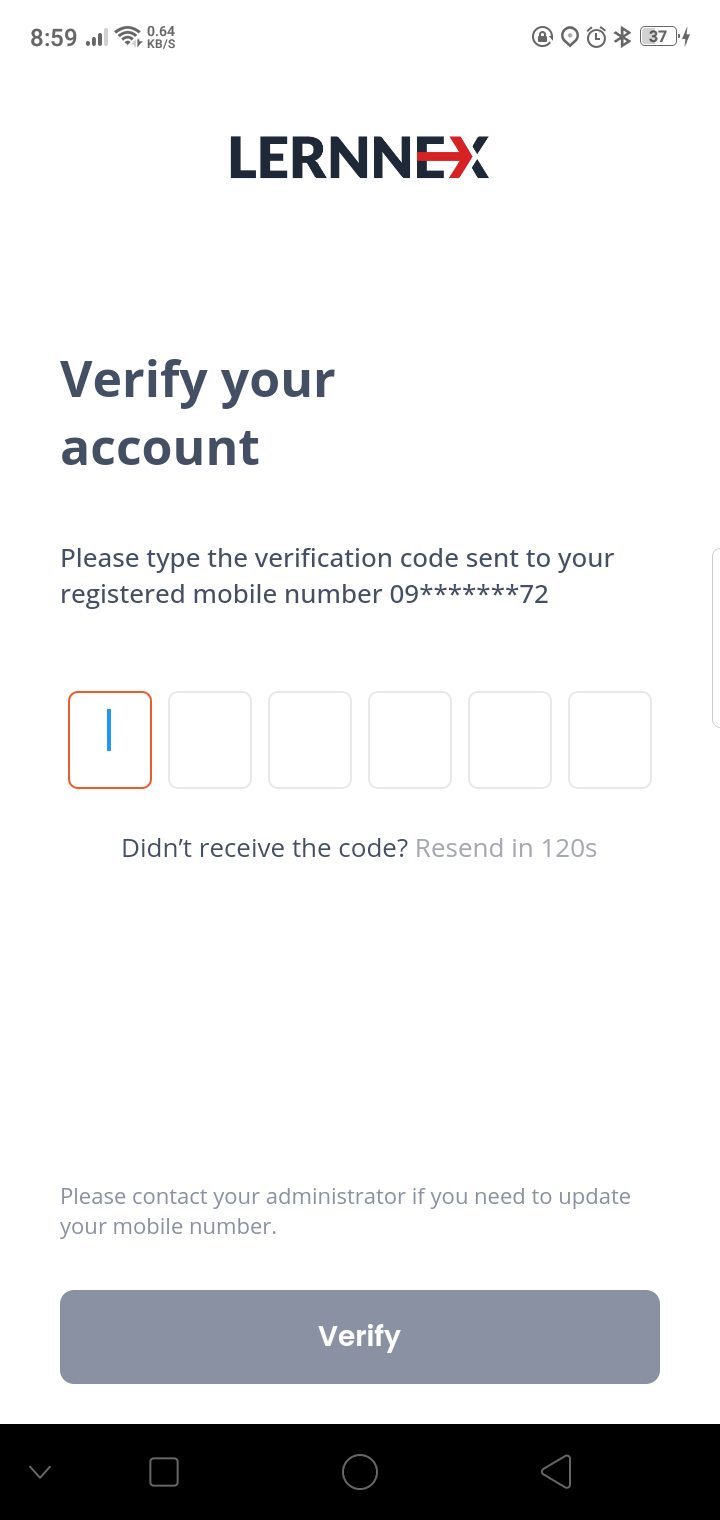 8:59 0.64 KB/S 37
LERNNEX
Verify your
account
Please type the verification code sent to your
registered mobile number 09*******72
Didn’t receive the code? Resend in 120s
Please contact your administrator if you need to update
your mobile number.
Verify